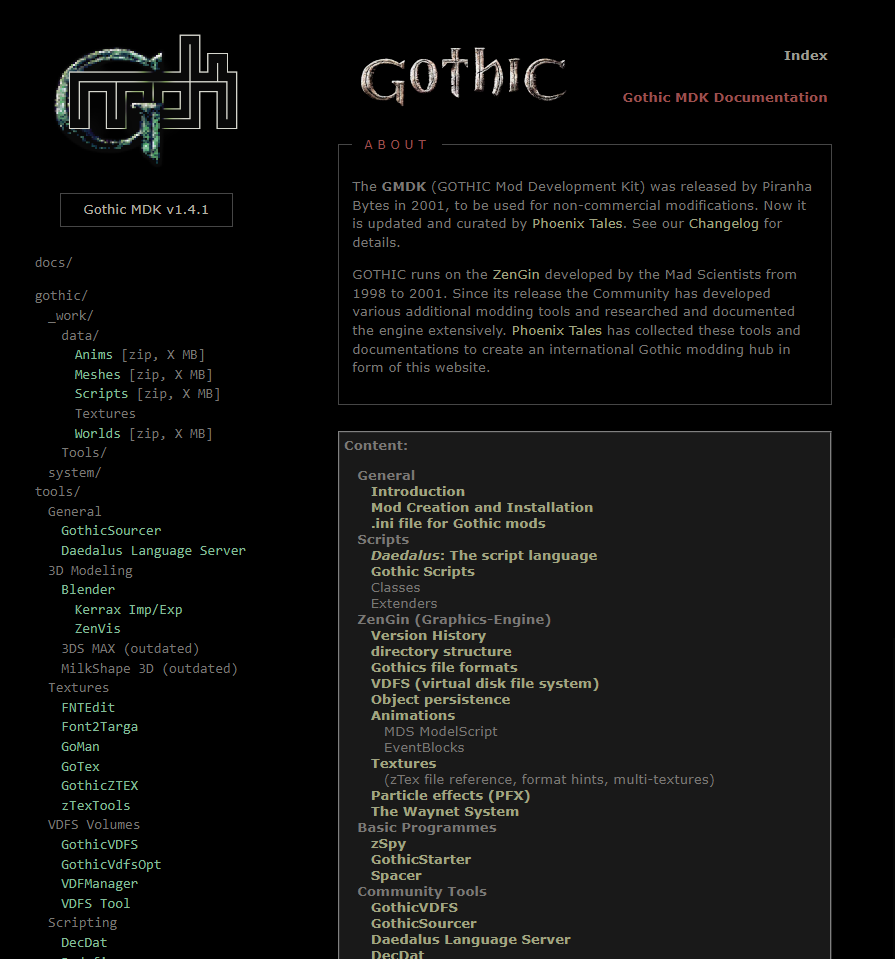 Gothic MDK v1.4.1
docs/
gothic/
_work/
data/
Anims [zip, X MB]
Meshes [zip, X MB]
Scripts [zip, X MB]
Textures
Worlds [zip, X MB]
Tools/
system/
tools/
General
GothicSourcer
Daedalus Language Server
3D Modeling
Blender
Kerrax Imp/Exp
ZenVis
3DS MAX (outdated)
MilkShape 3D (outdated)
Textures
FNTEdit
Font2Targa
GoMan
GoTex
GothicZTEX
zTexTools
VDFS Volumes
GothicVDFS
GothicVdfsOpt
VDFManager
VDFS Tool
Scripting
DecDat
GOTHIC
Index
Gothic MDK Documentation
ABOUT
The GMDK (GOTHIC Mod Development Kit) was released by Piranha
Bytes in 2001, to be used for non-commercial modifications. Now it
is updated and curated by Phoenix Tales. See our Changelog for
details.
GOTHIC runs on the ZenGin developed by the Mad Scientists from
1998 to 2001. Since its release the Community has developed
various additional modding tools and researched and documented
the engine extensively. Phoenix Tales has collected these tools and
documentations to create an international Gothic modding hub in
form of this website.
Content:
General
Introduction
Mod Creation and Installation
.ini file for Gothic mods
Scripts
Daedalus: The script language
Gothic Scripts
Classes
Extenders
ZenGin (Graphics-Engine)
Version History
directory structure
Gothics file formats
VDFS (virtual disk file system)
Object persistence
Animations
MDS ModelScript
EventBlocks
Textures
(zTex file reference, format hints, multi-textures)
Particle effects (PFX)
The Waynet System
Basic Programmes
zSpy
GothicStarter
Spacer
Community Tools
GothicVDFS
GothicSourcer
Daedalus Language Server
DecDat